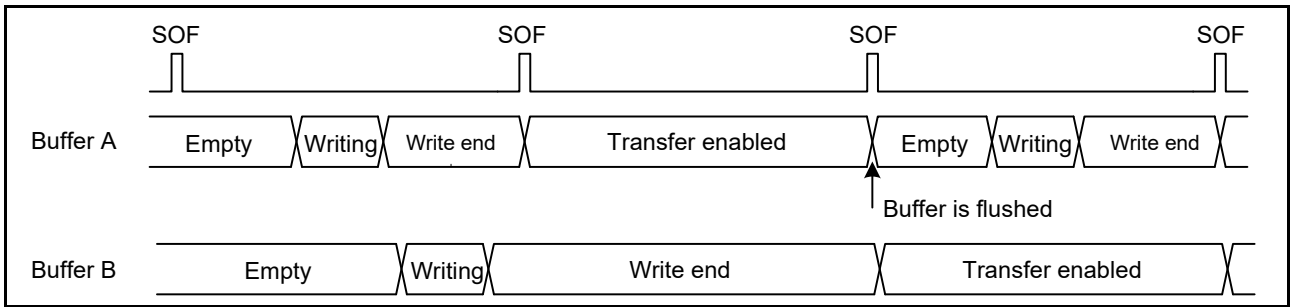 SOF SOF SOF SOF
Buffer A Empty Writing Write end Transfer enabled Empty Writing Write end
Buffer is flushed
Buffer B Empty Writing Write end Transfer enabled